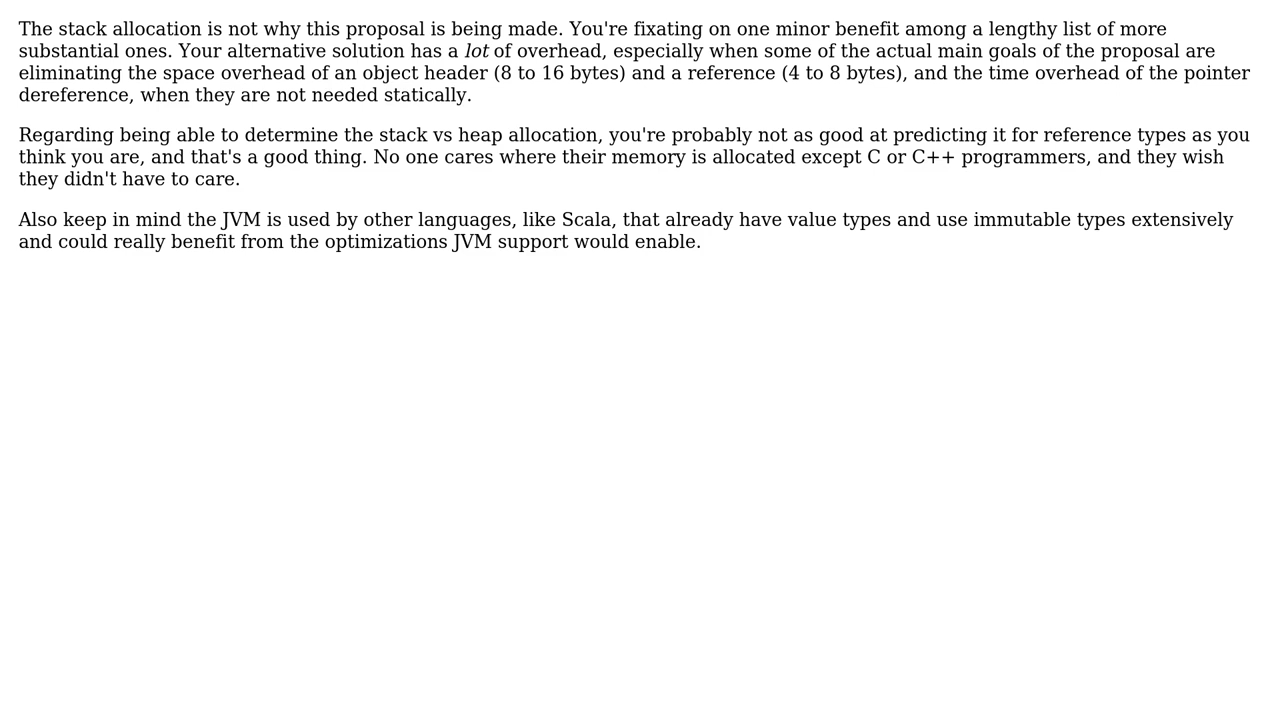 The stack allocation is not why this proposal is being made. You're fixating on one minor benefit among a lengthy list of more
substantial ones. Your alternative solution has a lot of overhead, especially when some of the actual main goals of the proposal are
eliminating the space overhead of an object header (8 to 16 bytes) and a reference (4 to 8 bytes), and the time overhead of the pointer
dereference, when they are not needed statically.
Regarding being able to determine the stack vs heap allocation, you're probably not as good at predicting it for reference types as you
think you are, and that's a good thing. No one cares where their memory is allocated except C or C++ programmers, and they wish
they didn't have to care.
Also keep in mind the JVM is used by other languages, like Scala, that already have value types and use immutable types extensively
and could really benefit from the optimizations JVM support would enable.